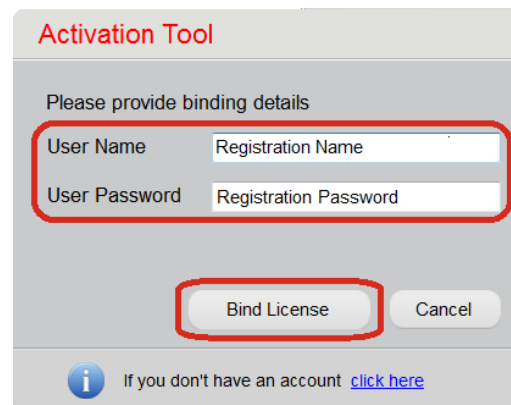 Activation Tool
Please provide binding details
User Name Registration Name
User Password Registration Password
Bind License Cancel
i If you don't have an account click here